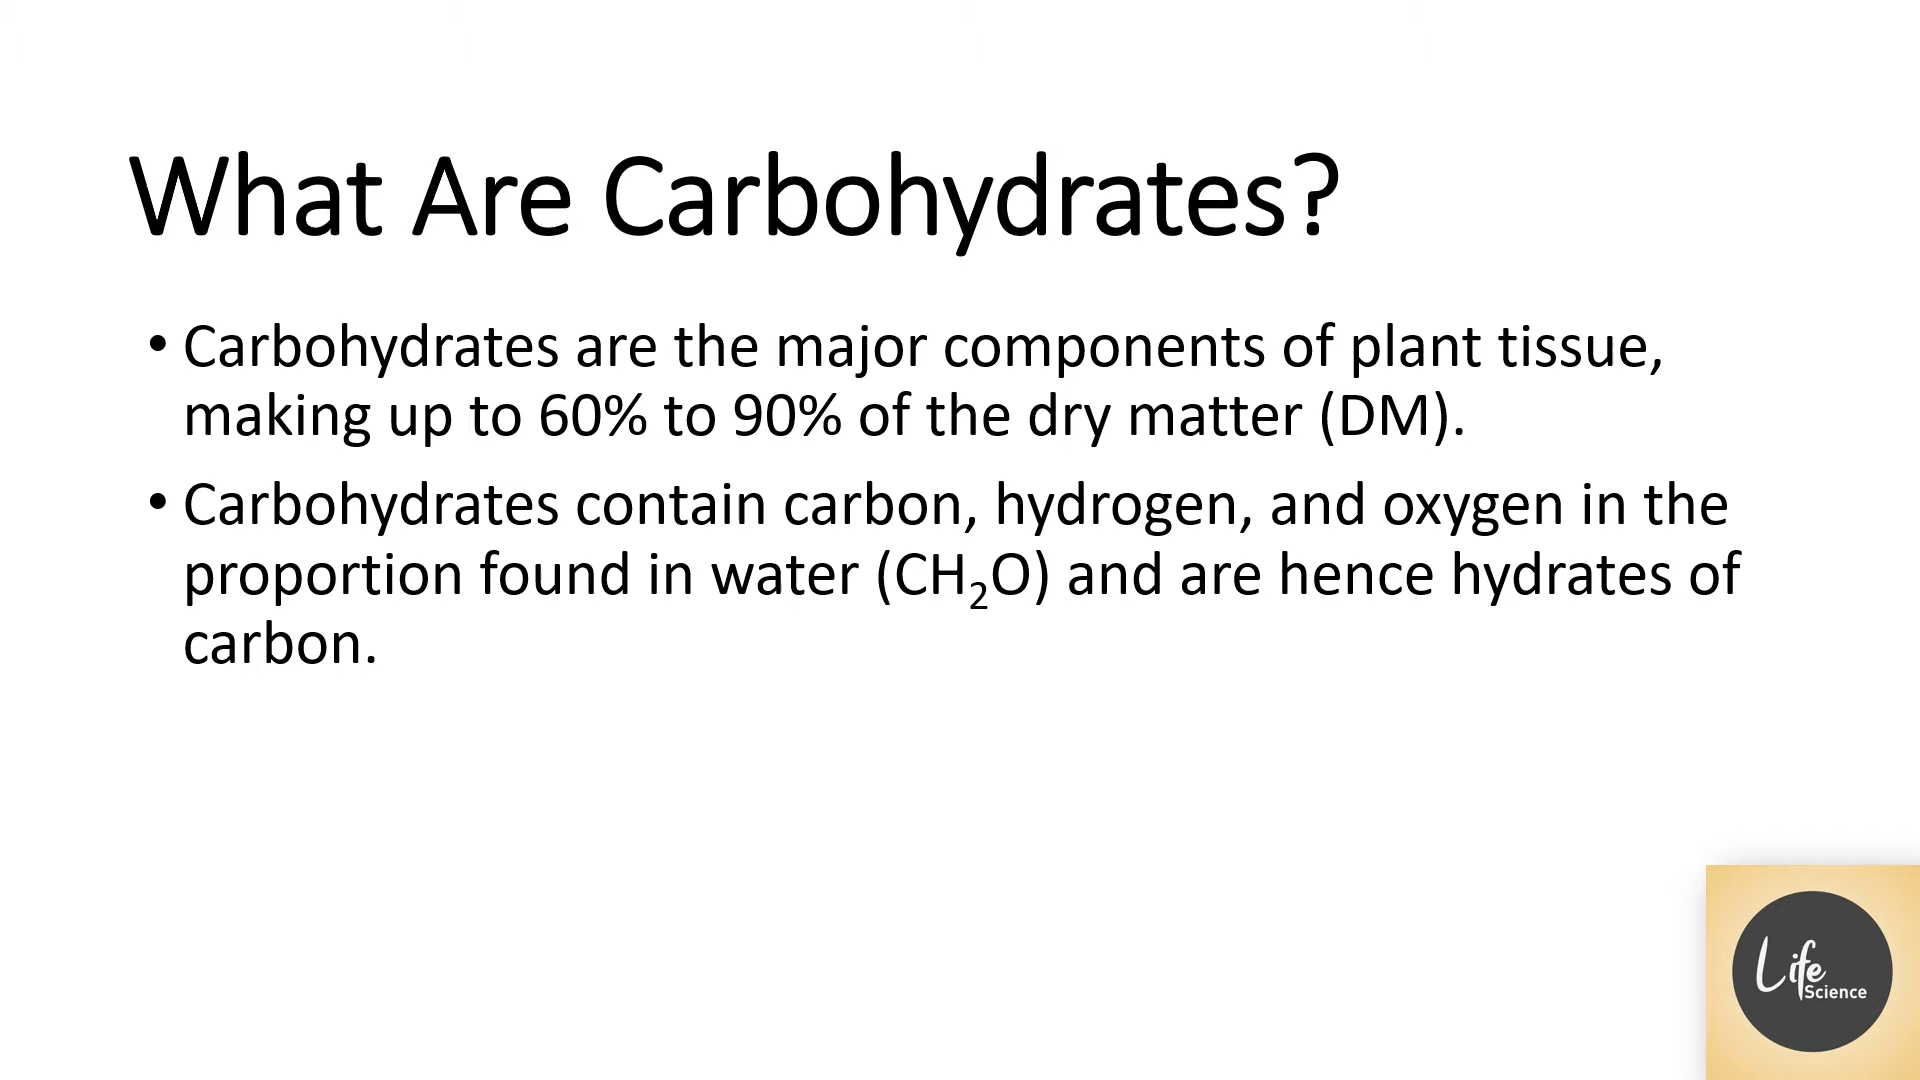 What Are Carbohydrates?
• Carbohydrates are the major components of plant tissue,
making up to 60% to 90% of the dry matter (DM).
• Carbohydrates contain carbon, hydrogen, and oxygen in the
proportion found in water (CH₂O) and are hence hydrates of
carbon.
Life
Science